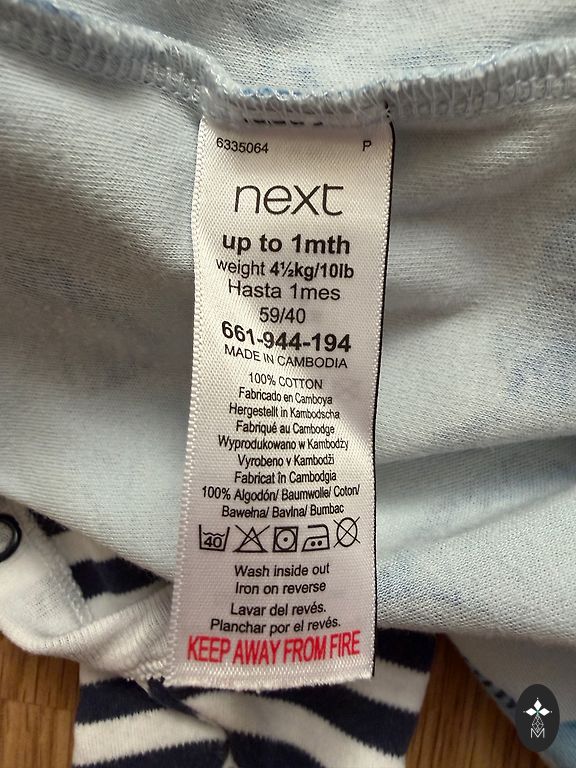 6335064 P
next
up to 1mth
weight 4½kg/10lb
Hasta 1mes
59/40
661-944-194
MADE IN CAMBODIA
100% COTTON
Fabricado en Camboya
Hergestellt in Kambodscha
Fabriqué au Cambodge
Wyprodukowano w Kambodży
Vyrobeno v Kambodži
Fabricat în Cambodgia
100% Algodón/ Baumwolle/ Coton/
Bawełna/ Bavlna/ Bumbac
40
Wash inside out
Iron on reverse
Lavar del revés.
Planchar por el revés.
KEEP AWAY FROM FIRE
M